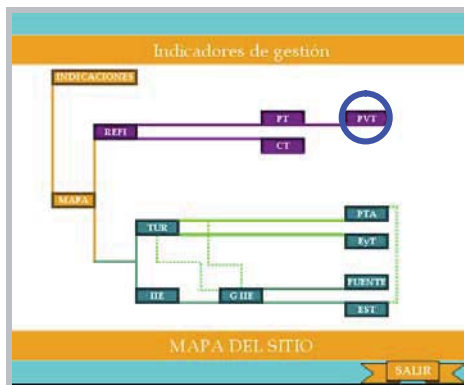 Indicadores de gestión
INDICACIONES
PT
PVT
REFI
CT
MAPA
PTA
TUR
EyT
FUENTE
IIE
G IIE
EST
MAPA DEL SITIO
SALIR